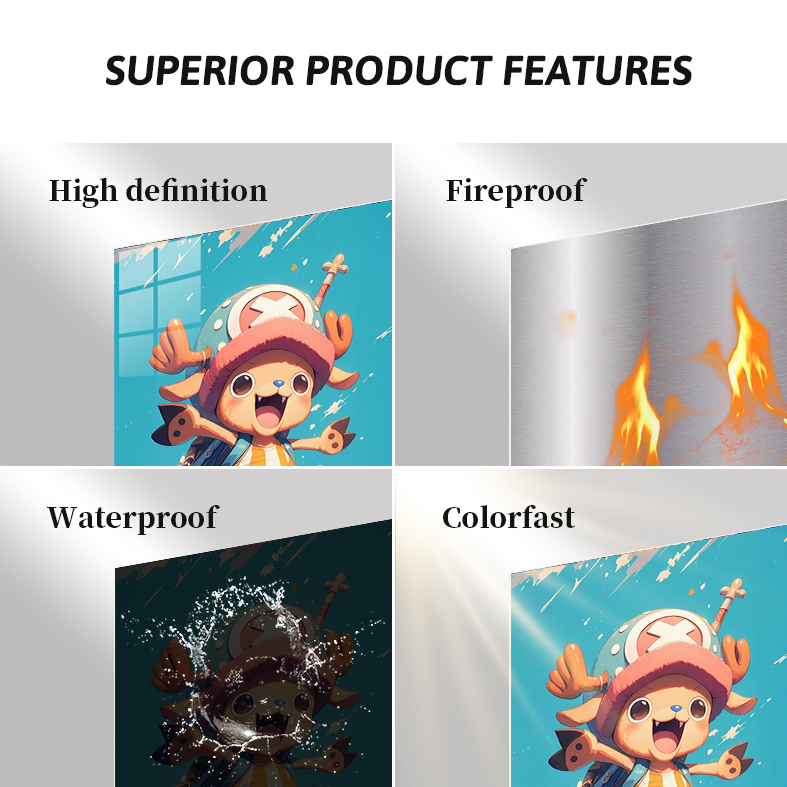 SUPERIOR PRODUCT FEATURES
High definition
Fireproof
Waterproof
Colorfast